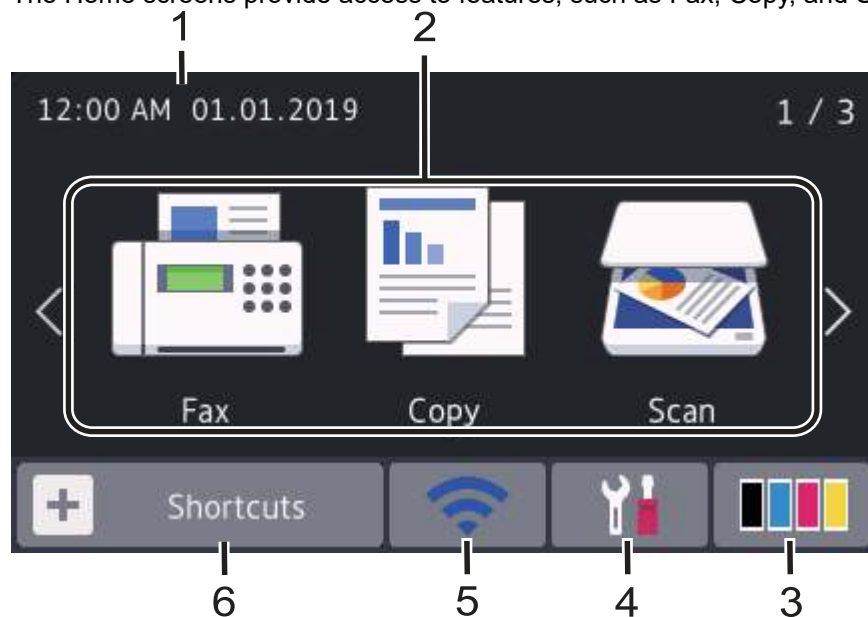 The Home screens provide access to features, such as Fax, Copy, and
1 2
12:00 AM 01.01.2019 1 / 3
Fax Copy Scan
+ Shortcuts
6 5 4 3